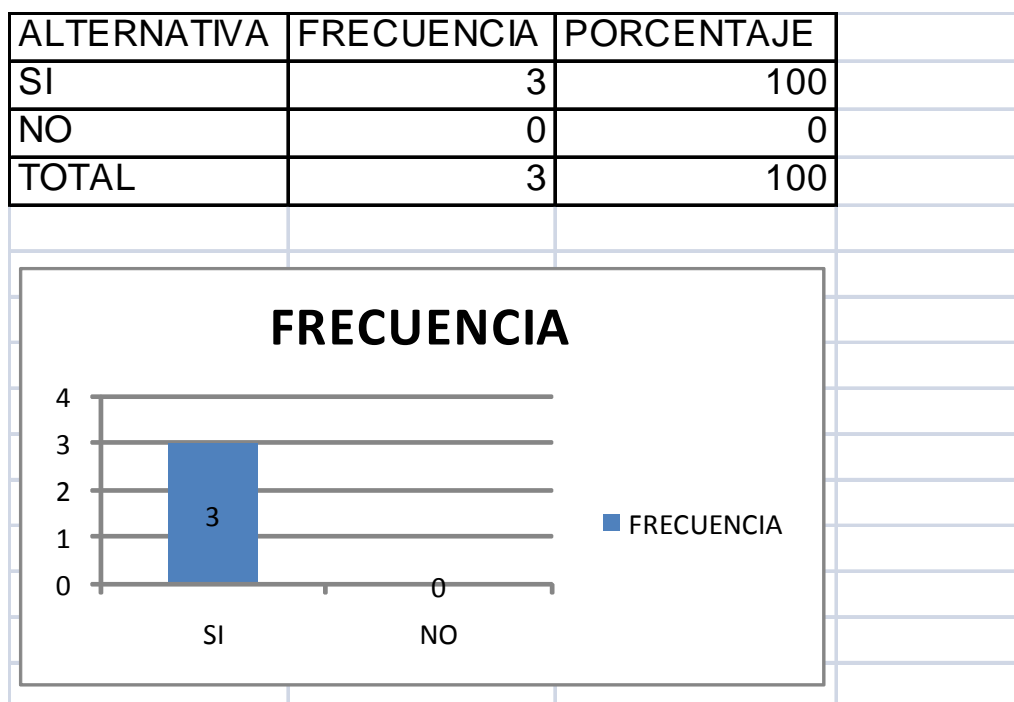 ALTERNATIVA FRECUENCIA PORCENTAJE
SI 3 100
NO 0 0
TOTAL 3 100
FRECUENCIA
4
3
2
1
0
3
0
SI NO
FRECUENCIA